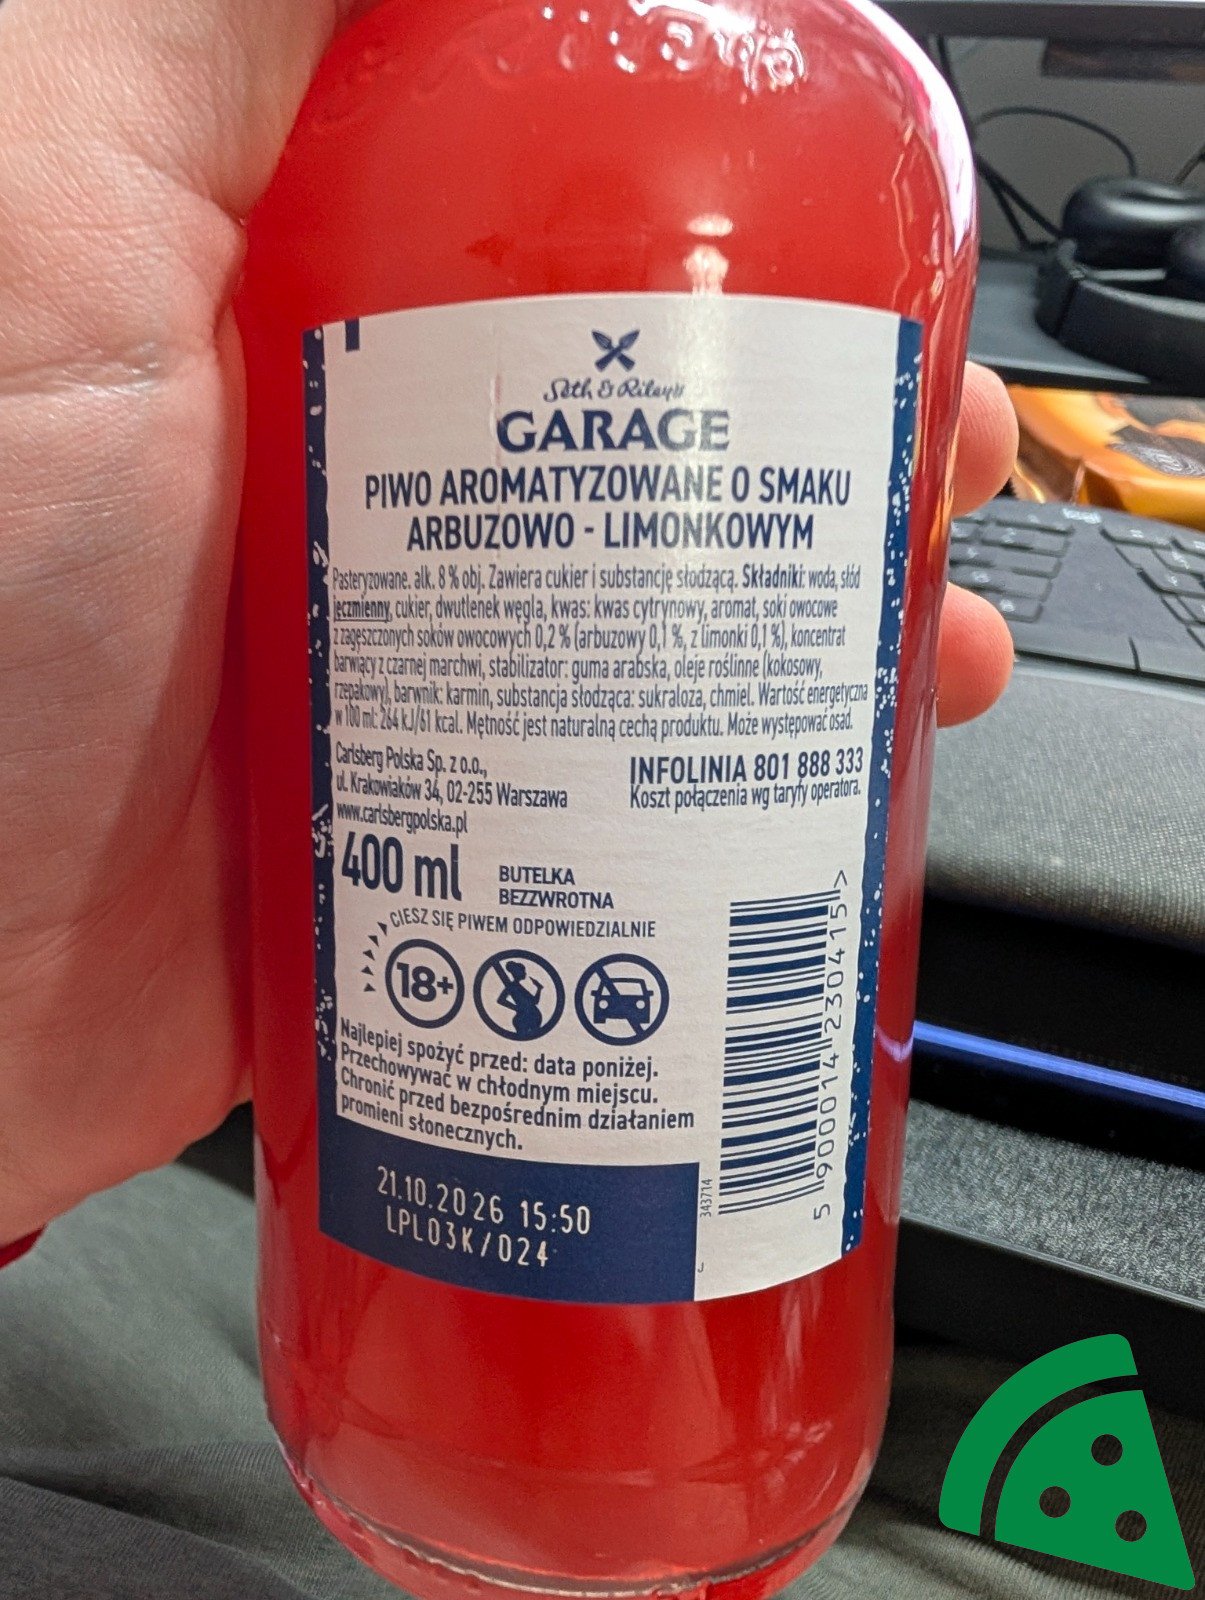 Seth & Riley's
GARAGE
PIWO AROMATYZOWANE O SMAKU
ARBUZOWO - LIMONKOWYM
Pasteryzowane. alk. 8 % obj. Zawiera cukier i substancję słodzącą. Składniki: woda, słód
jęczmienny, cukier, dwutlenek węgla, kwas: kwas cytrynowy, aromat, soki owocowe
z zagęszczonych soków owocowych 0,2 % (arbuzowy 0,1 %, z limonki 0,1 %), koncentrat
barwiący z czarnej marchwi, stabilizator: guma arabska, oleje roślinne (kokosowy,
rzepakowy), barwnik: karmin, substancja słodząca: sukraloza, chmiel. Wartość energetyczna
w 100 ml: 264 kJ/61 kcal. Mętność jest naturalną cechą produktu. Może występować osad.
Carlsberg Polska Sp. z o.o.,
ul. Krakowiaków 34, 02-255 Warszawa
www.carlsbergpolska.pl
INFOLINIA 801 888 333
Koszt połączenia wg taryfy operatora.
400 ml
BUTELKA
BEZZWROTNA
CIESZ SIĘ PIWEM ODPOWIEDZIALNIE
18+
Najlepiej spożyć przed: data poniżej.
Przechowywać w chłodnym miejscu.
Chronić przed bezpośrednim działaniem
promieni słonecznych.
21.10.2026 15:50
LPL03K/024
343714
J
5 900014 230415 >